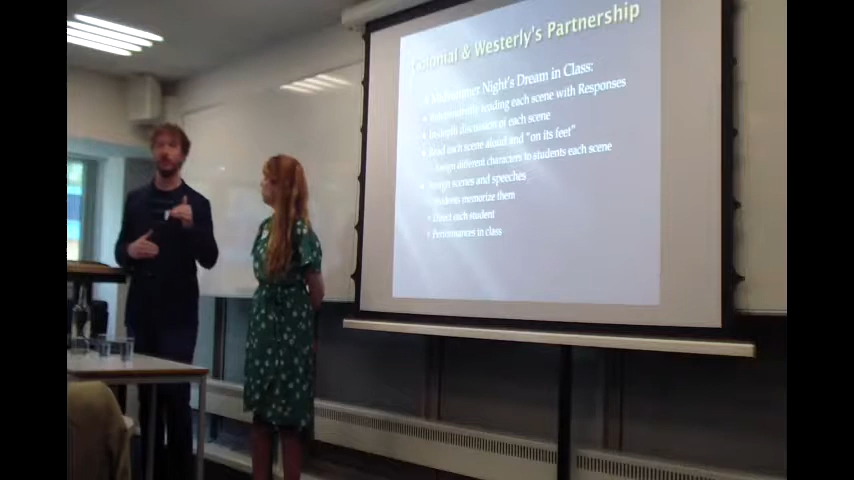 Colonial & Westerly's Partnership
Midsummer Night's Dream in Class:
reading each scene with Responses
In-depth discussion of each scene
Read each scene aloud and "on its feet"
Assign different characters to students each scene
Assign scenes and speeches
Students memorize them
Direct each student
Performances in class